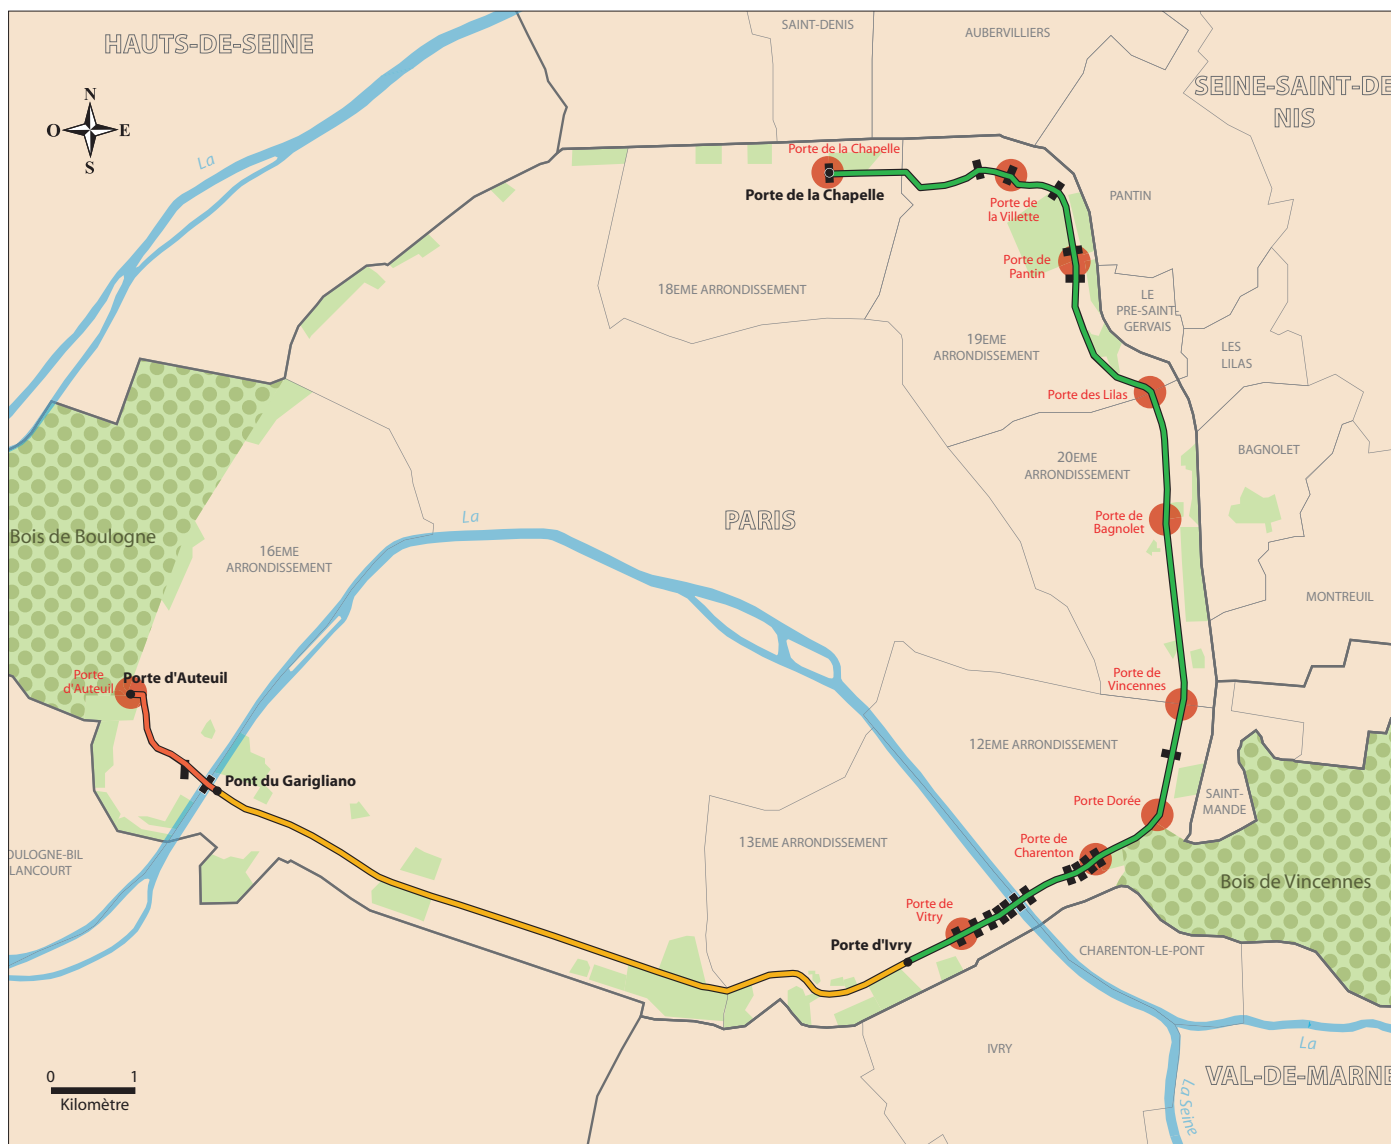 SAINT-DENIS
AUBERVILLIERS
HAUTS-DE-SEINE
SEINE-SAINT-DE
NIS
N
O
E
S
La
Porte de la Chapelle
Porte de la Chapelle
PANTIN
Porte de
la Villette
Porte de
Pantin
18EME ARRONDISSEMENT
LE
PRE-SAINT-
GERVAIS
19EME
ARRONDISSEMENT
LES
LILAS
Porte des Lilas
BAGNOLET
20EME
ARRONDISSEMENT
La
PARIS
Porte de
Bagnolet
Bois de Boulogne
16EME
ARRONDISSEMENT
MONTREUIL
Porte
d'Auteuil
Porte d'Auteuil
Porte de
Vincennes
12EME ARRONDISSEMENT
Pont du Garigliano
Porte Dorée
SAINT-
MANDE
13EME ARRONDISSEMENT
Porte de
Charenton
OULOGNE-BIL
LANCOURT
Bois de Vincennes
Porte de
Vitry
Porte d'Ivry
CHARENTON-LE-PONT
IVRY
La
0
1
Kilomètre
VAL-DE-MARNE
La Seine